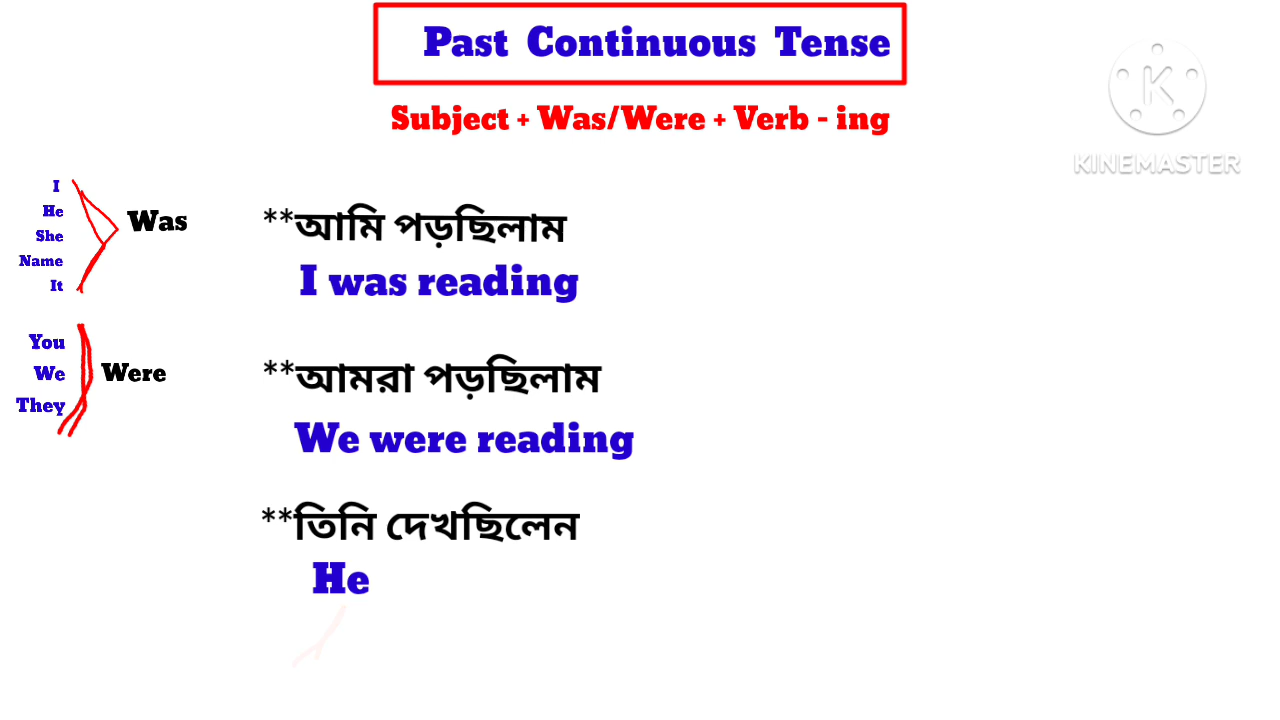 Past Continuous Tense
Subject + Was/Were + Verb - ing
K
KINEMASTER
I
He
She
Name
It
Was
You
We
They
Were
**আমি পড়ছিলাম
I was reading
**আমরা পড়ছিলাম
We were reading
**তিনি দেখছিলেন
He